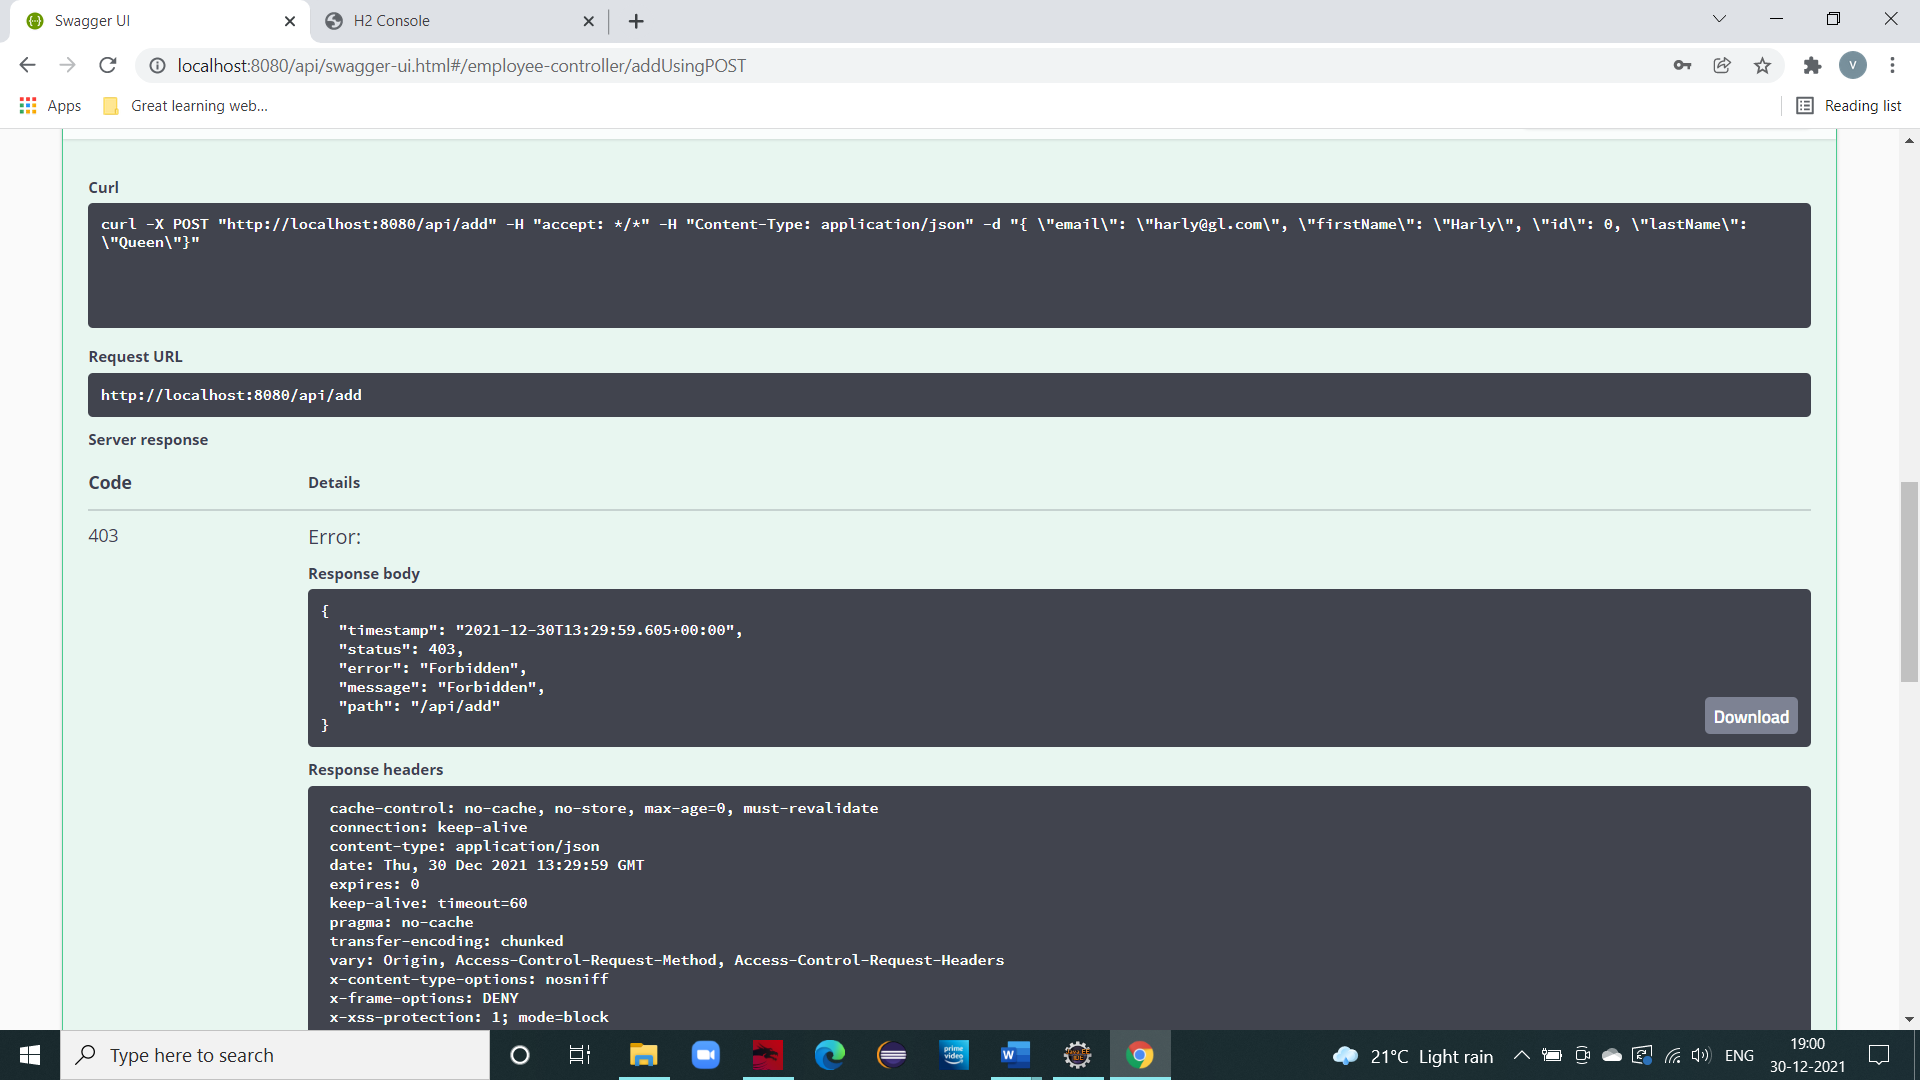 Swagger UI
H2 Console
localhost:8080/api/swagger-ui.html#/employee-controller/addUsingPOST
V
Apps
Great learning web...
Reading list
Curl
curl -X POST "http://localhost:8080/api/add" -H "accept: */*" -H "Content-Type: application/json" -d "{ \"email\": \"harly@gl.com\", \"firstName\": \"Harly\", \"id\": 0, \"lastName\":
\"Queen\"}"
Request URL
http://localhost:8080/api/add
Server response
Code
Details
403
Error:
Response body
{
"timestamp": "2021-12-30T13:29:59.605+00:00",
"status": 403,
"error": "Forbidden",
"message": "Forbidden",
"path": "/api/add"
}
Download
Response headers
cache-control: no-cache, no-store, max-age=0, must-revalidate
connection: keep-alive
content-type: application/json
date: Thu, 30 Dec 2021 13:29:59 GMT
expires: 0
keep-alive: timeout=60
pragma: no-cache
transfer-encoding: chunked
vary: Origin, Access-Control-Request-Method, Access-Control-Request-Headers
x-content-type-options: nosniff
x-frame-options: DENY
x-xss-protection: 1; mode=block
Type here to search
prime
video
W
21°C Light rain
ENG
19:00
30-12-2021